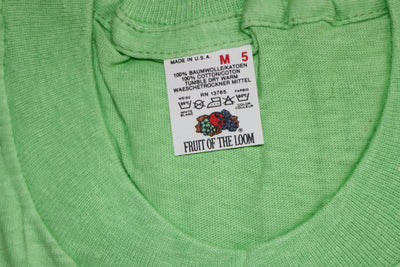 MADE IN U.S.A. M 5
100% BAUMWOLLE/KATOEN
100% COTTON/COTON
TUMBLE DRY WARM
WAESCHETROCKNER MITTEL
RN 13765
FRUIT OF THE LOOM